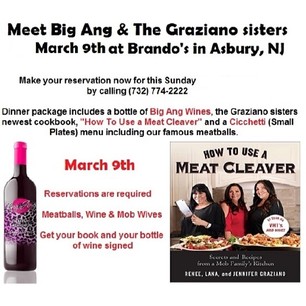 Meet Big Ang & The Graziano sisters
March 9th at Brando's in Asbury, NJ
Make your reservation now for this Sunday
by calling (732) 774-2222
Dinner package includes a bottle of Big Ang Wines, the Graziano sisters
newest cookbook, "How To Use a Meat Cleaver" and a Cicchetti (Small
Plates) menu including our famous meatballs.
March 9th
Reservations are required
Meatballs, Wine & Mob Wives
Get your book and your bottle
of wine signed
HOW TO USE A
MEAT CLEAVER
Secrets and Recipes
from a Mob Family's Kitchen
RENEE, LANA, and JENNIFER GRAZIANO